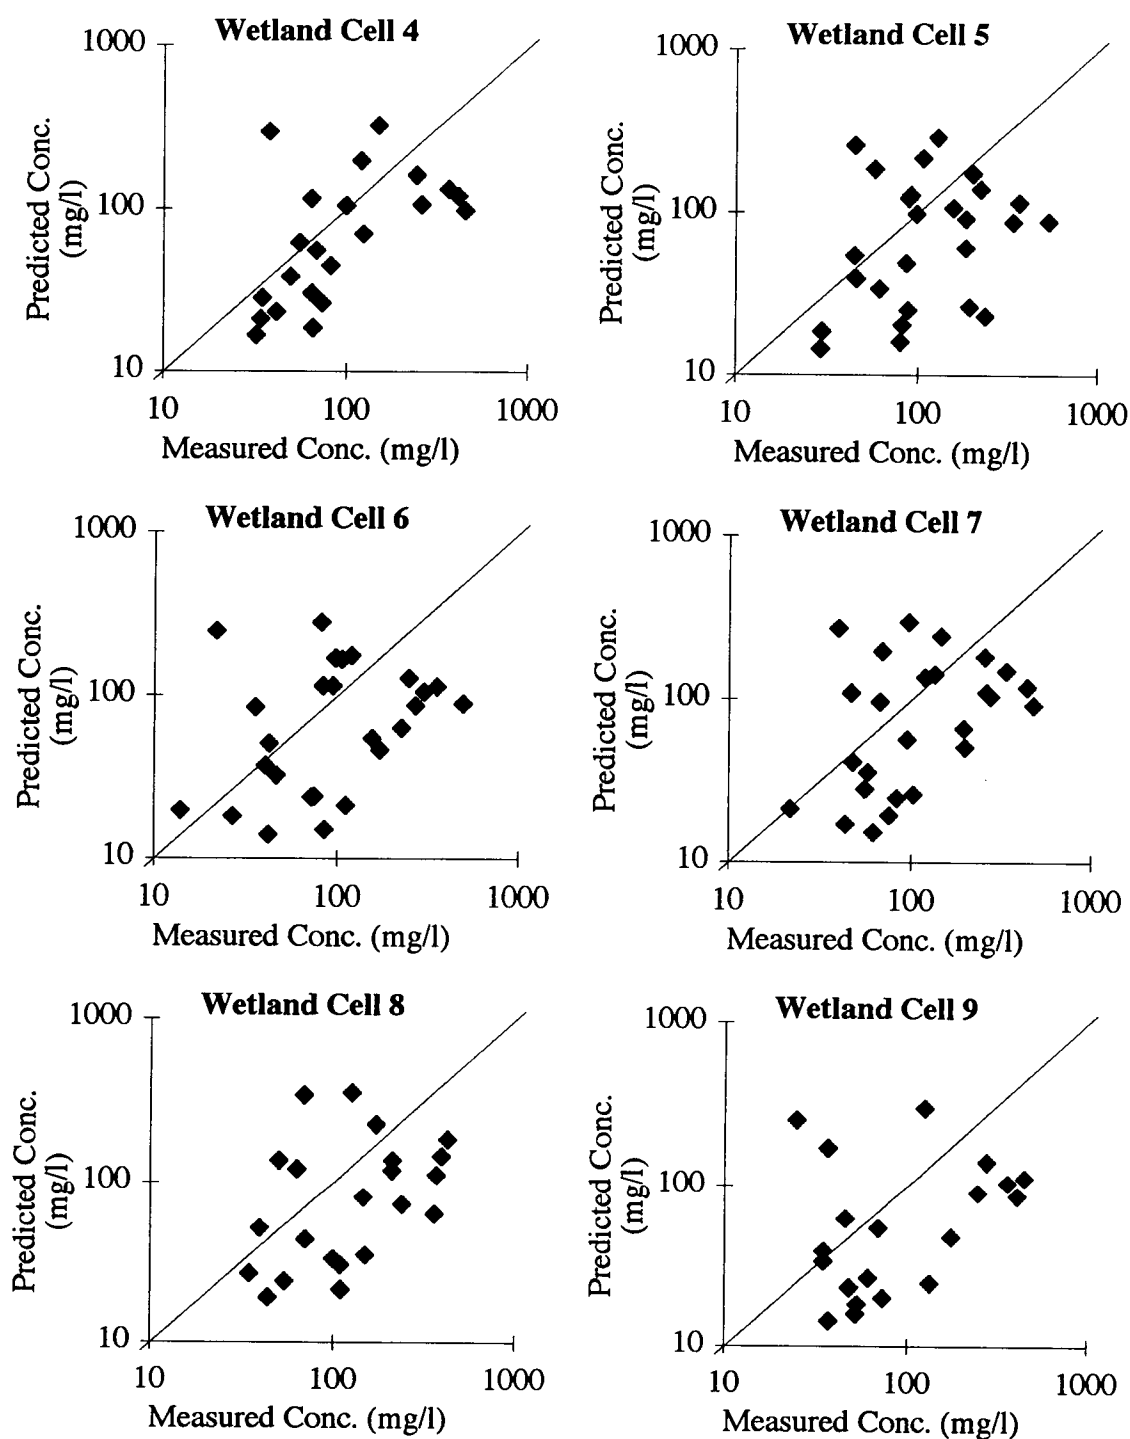 Wetland Cell 4
1000
100
10
Predicted Conc.
(mg/l)
10 100 1000
Measured Conc. (mg/l)
Wetland Cell 5
1000
100
10
Predicted Conc.
(mg/l)
10 100 1000
Measured Conc. (mg/l)
Wetland Cell 6
1000
100
10
Predicted Conc.
(mg/l)
10 100 1000
Measured Conc. (mg/l)
Wetland Cell 7
1000
100
10
Predicted Conc.
(mg/l)
10 100 1000
Measured Conc. (mg/l)
Wetland Cell 8
1000
100
10
Predicted Conc.
(mg/l)
10 100 1000
Measured Conc. (mg/l)
Wetland Cell 9
1000
100
10
Predicted Conc.
(mg/l)
10 100 1000
Measured Conc. (mg/l)